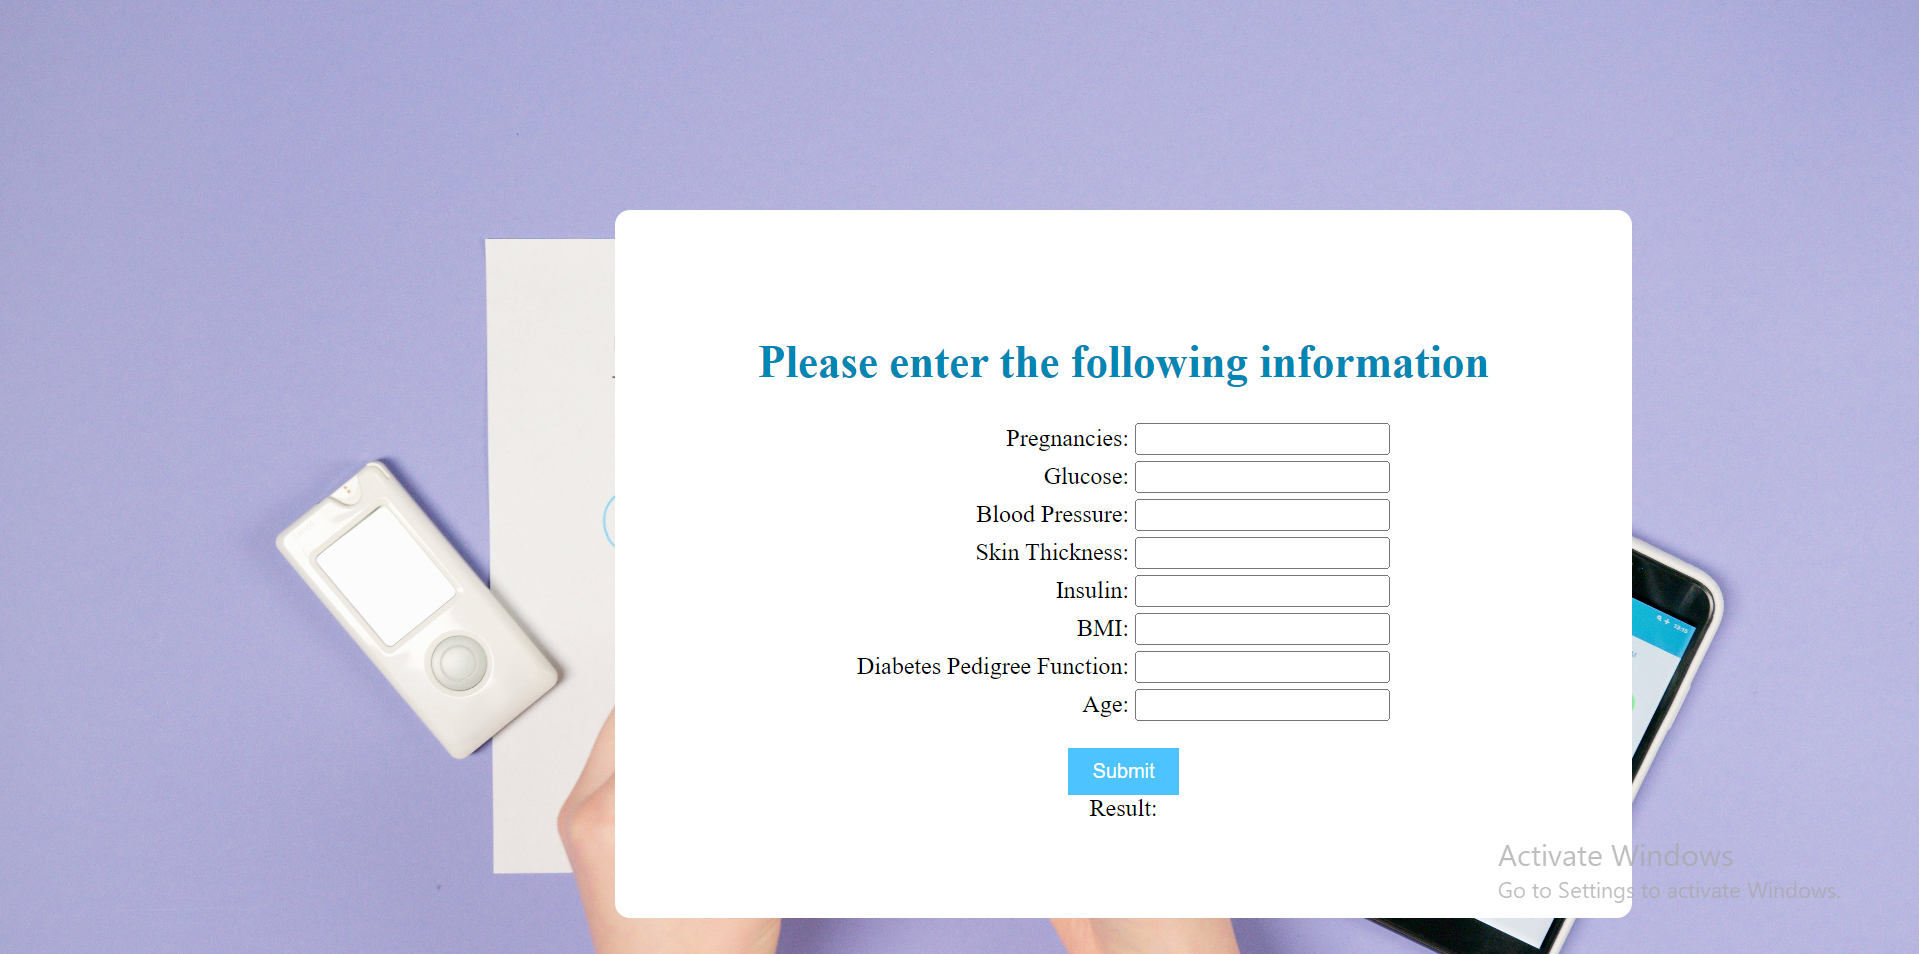 Please enter the following information
Pregnancies:
Glucose:
Blood Pressure:
Skin Thickness:
Insulin:
BMI:
Diabetes Pedigree Function:
Age:
Submit
Result:
Activate Windows
Go to Settings to activate Windows.